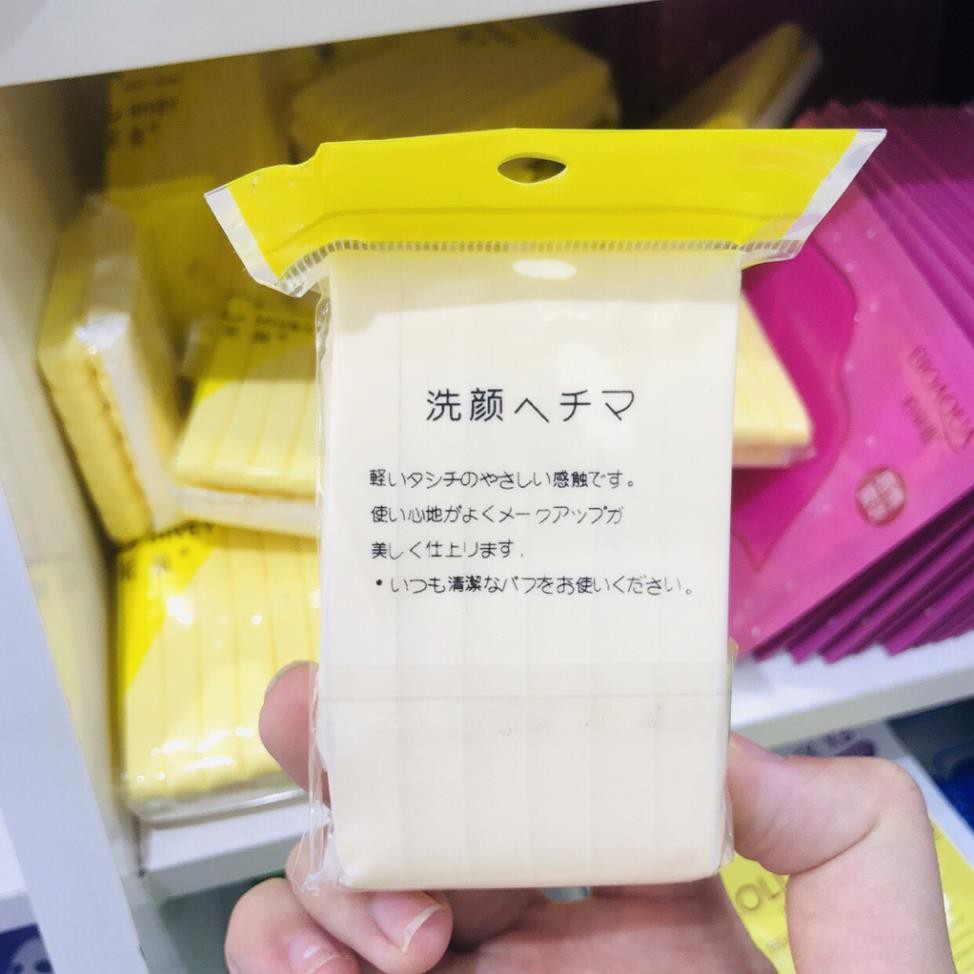 洗顔ヘチマ
軽いタシチのやさしい感触です。
使い心地がよくメークアップが
美しく仕上ります.
•いつも清潔なパフをお使いください。
BIOAQUA